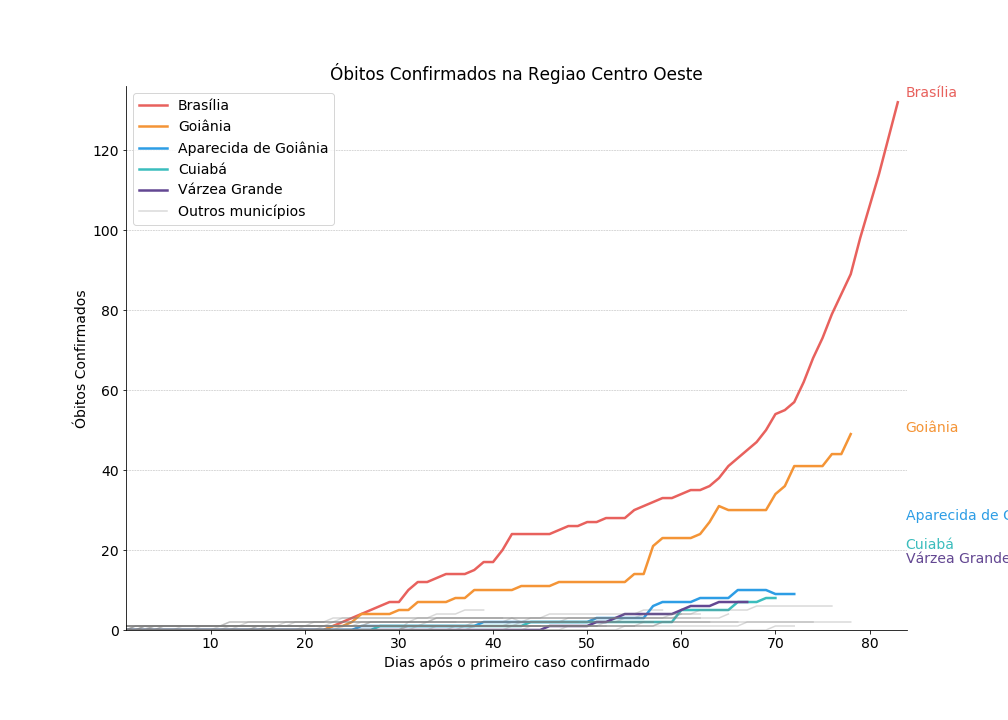 Óbitos Confirmados na Regiao Centro Oeste
Brasília
Goiânia
Aparecida de Goiânia
Cuiabá
Várzea Grande
Outros municípios
Óbitos Confirmados
120
100
80
60
40
20
0
10 20 30 40 50 60 70 80
Dias após o primeiro caso confirmado
Brasília
Goiânia
Aparecida de G
Cuiabá
Várzea Grande